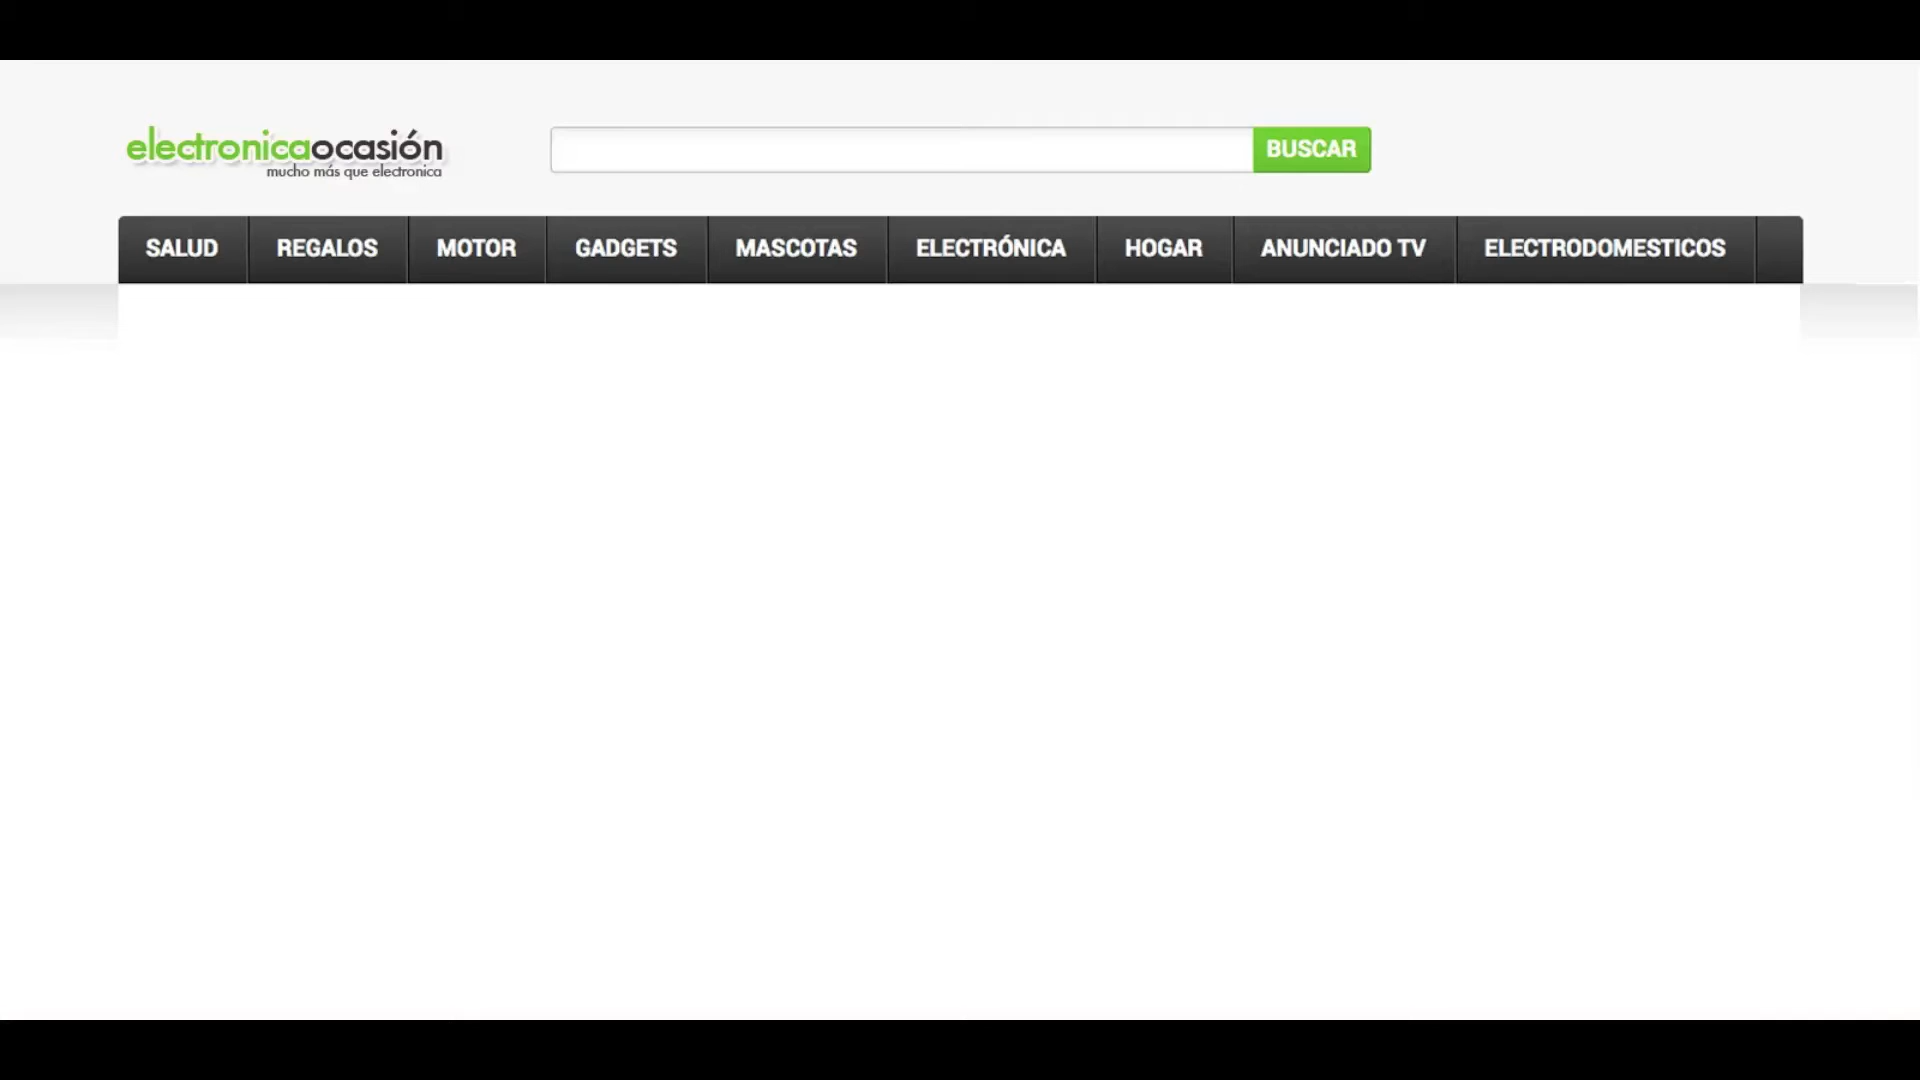 electronicaocasión
mucho más que electronica
BUSCAR
SALUD REGALOS MOTOR GADGETS MASCOTAS ELECTRÓNICA HOGAR ANUNCIADO TV ELECTRODOMESTICOS